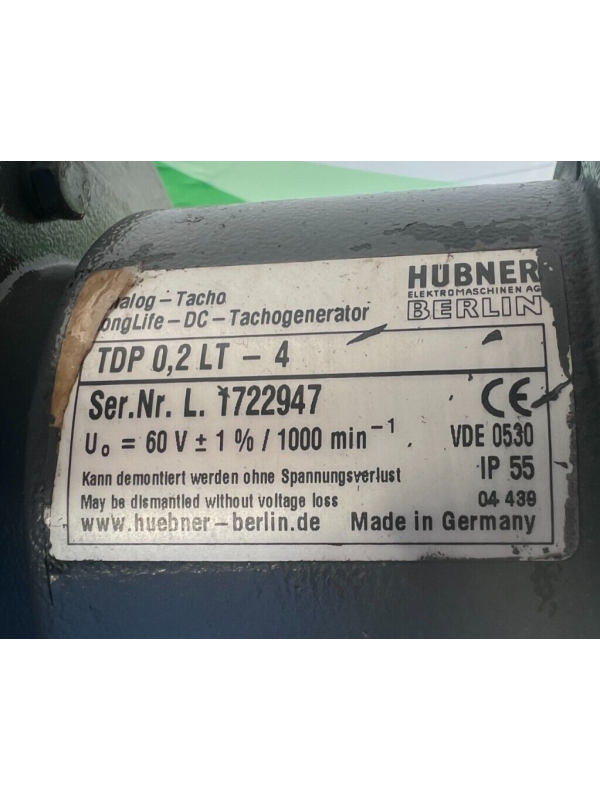 HÜBNER
ELEKTROMASCHINEN AG
BERLIN
alog – Tacho
ongLife – DC – Tachogenerator
TDP 0,2 LT – 4
Ser.Nr. L. 1722947
U₀ = 60 V ± 1 % / 1000 min⁻¹
CE
VDE 0530
IP 55
Kann demontiert werden ohne Spannungsverlust
May be dismantled without voltage loss
04 439
www.huebner-berlin.de Made in Germany